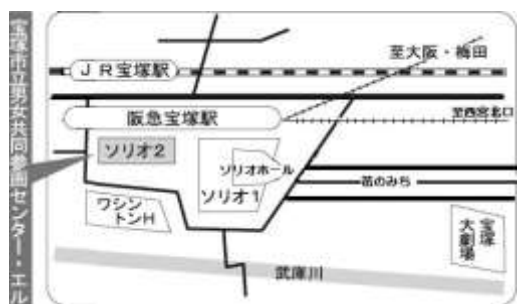 宝塚市立男女共同参画センター・エル
至大阪・梅田
JR宝塚駅
阪急宝塚駅
至西宮北口
ソリオ2
ソリオホール
ソリオ1
花のみち
ワシン
トンH
宝塚
大劇場
武庫川